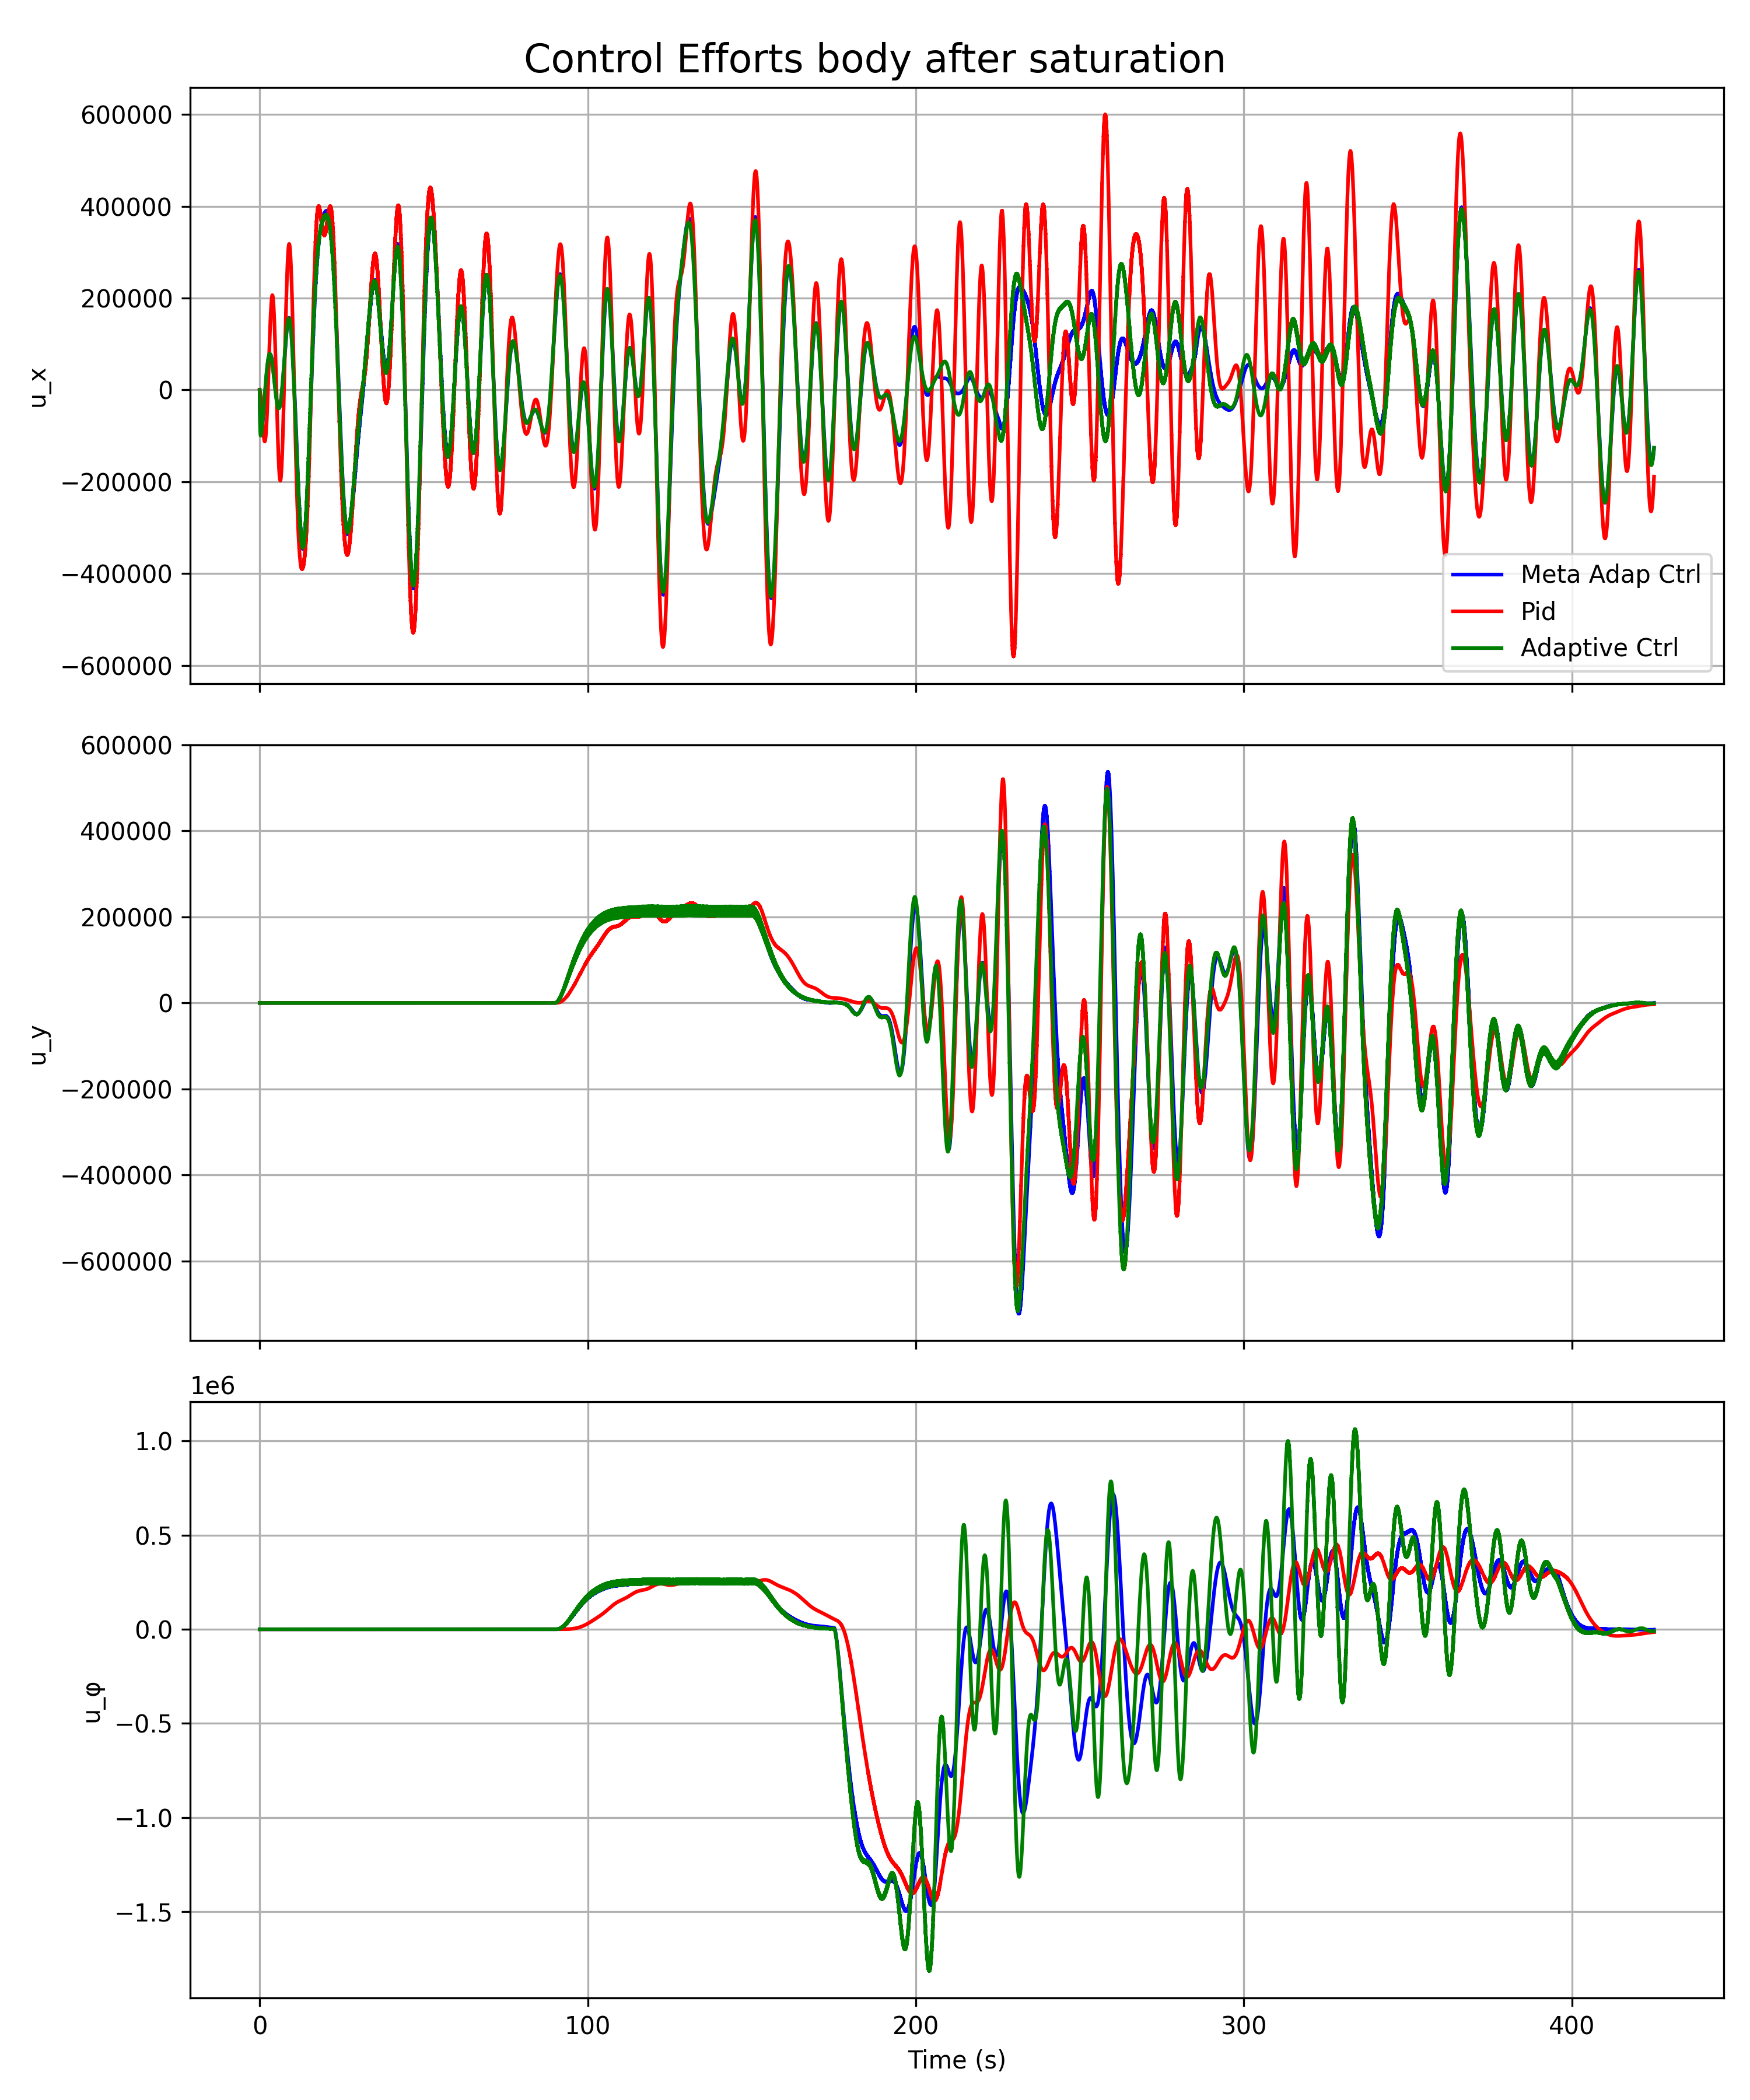 Control Efforts body after saturation
600000
400000
200000
0
−200000
−400000
−600000
u_x
Meta Adap Ctrl
Pid
Adaptive Ctrl
600000
400000
200000
0
−200000
−400000
−600000
u_y
1e6
1.0
0.5
0.0
−0.5
−1.0
−1.5
u_φ
0 100 200 300 400
Time (s)